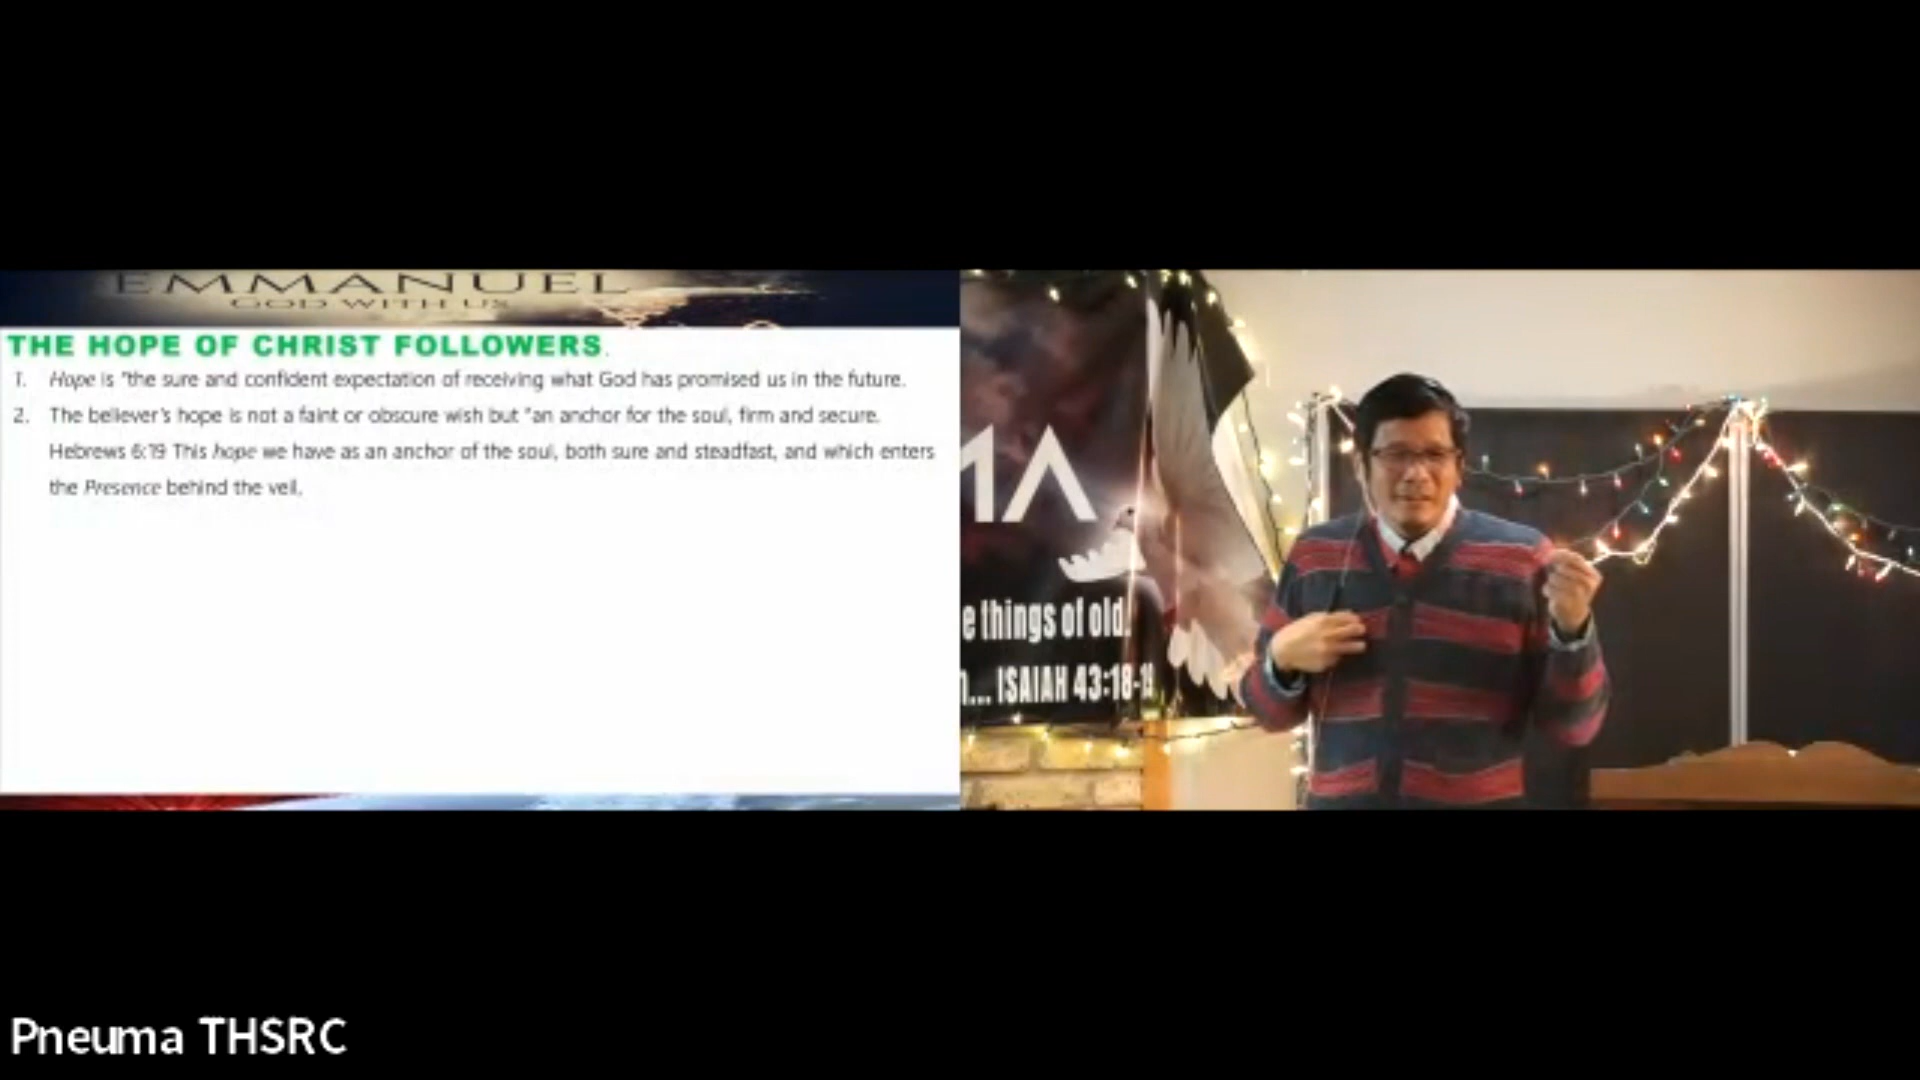 EMMANUEL
GOD WITH US
THE HOPE OF CHRIST FOLLOWERS.
1. Hope is "the sure and confident expectation of receiving what God has promised us in the future.
2. The believer's hope is not a faint or obscure wish but "an anchor for the soul, firm and secure.
Hebrews 6:19 This hope we have as an anchor of the soul, both sure and steadfast, and which enters
the Presence behind the veil,
MA
e things of old!
... ISAIAH 43:18-19
Pneuma THSRC